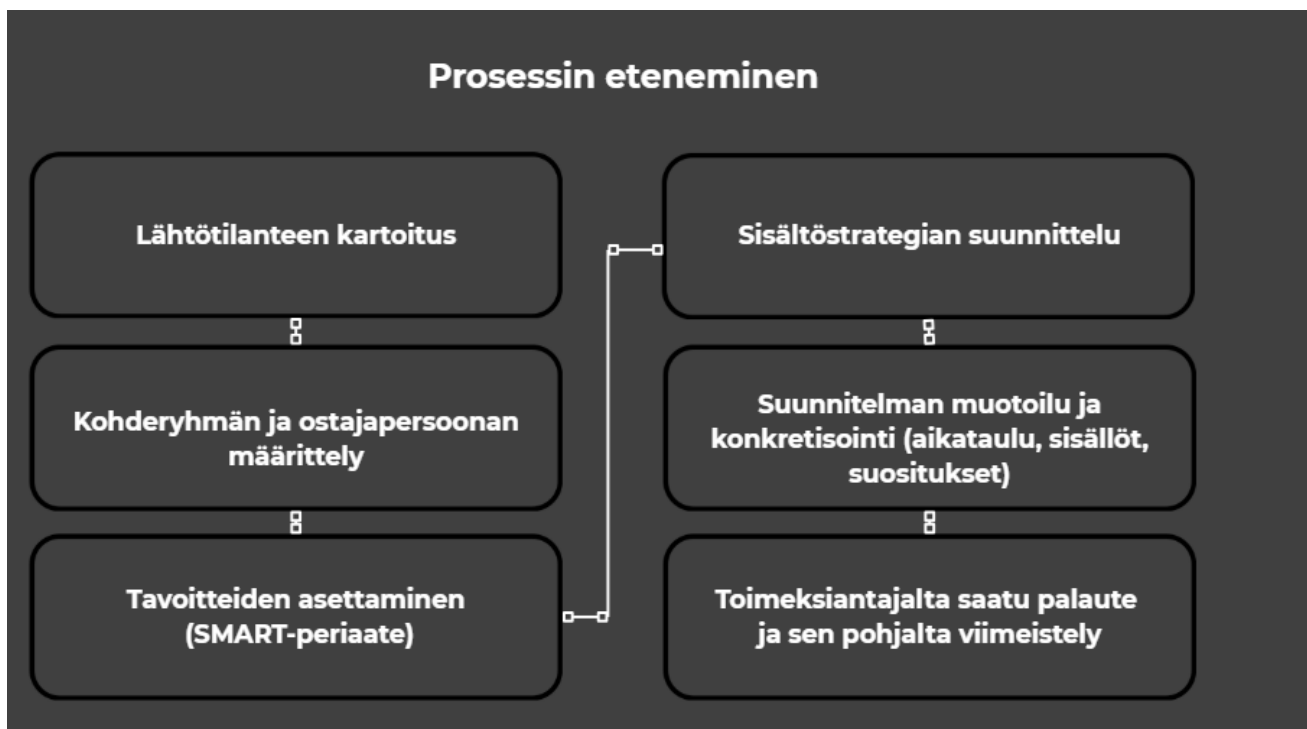 Prosessin eteneminen
Lähtötilanteen kartoitus
Kohderyhmän ja ostajapersoonan
määrittely
Tavoitteiden asettaminen
(SMART-periaate)
Sisältöstrategian suunnittelu
Suunnitelman muotoilu ja
konkretisointi (aikataulu, sisällöt,
suositukset)
Toimeksiantajalta saatu palaute
ja sen pohjalta viimeistely